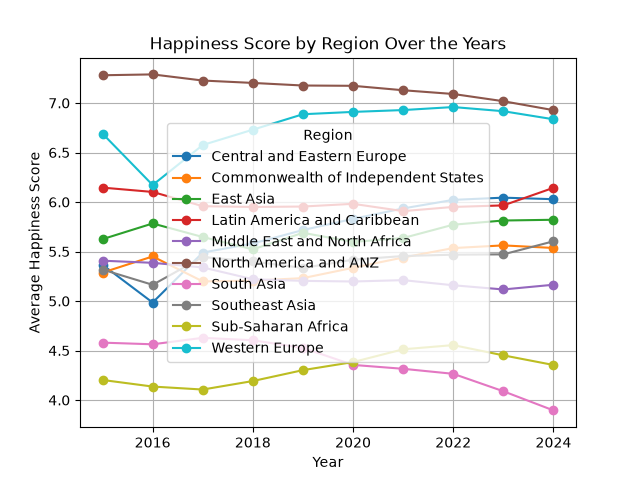 Happiness Score by Region Over the Years
Average Happiness Score
7.0
6.5
6.0
5.5
5.0
4.5
4.0
Region
Central and Eastern Europe
Commonwealth of Independent States
East Asia
Latin America and Caribbean
Middle East and North Africa
North America and ANZ
South Asia
Southeast Asia
Sub-Saharan Africa
Western Europe
2016 2018 2020 2022 2024
Year